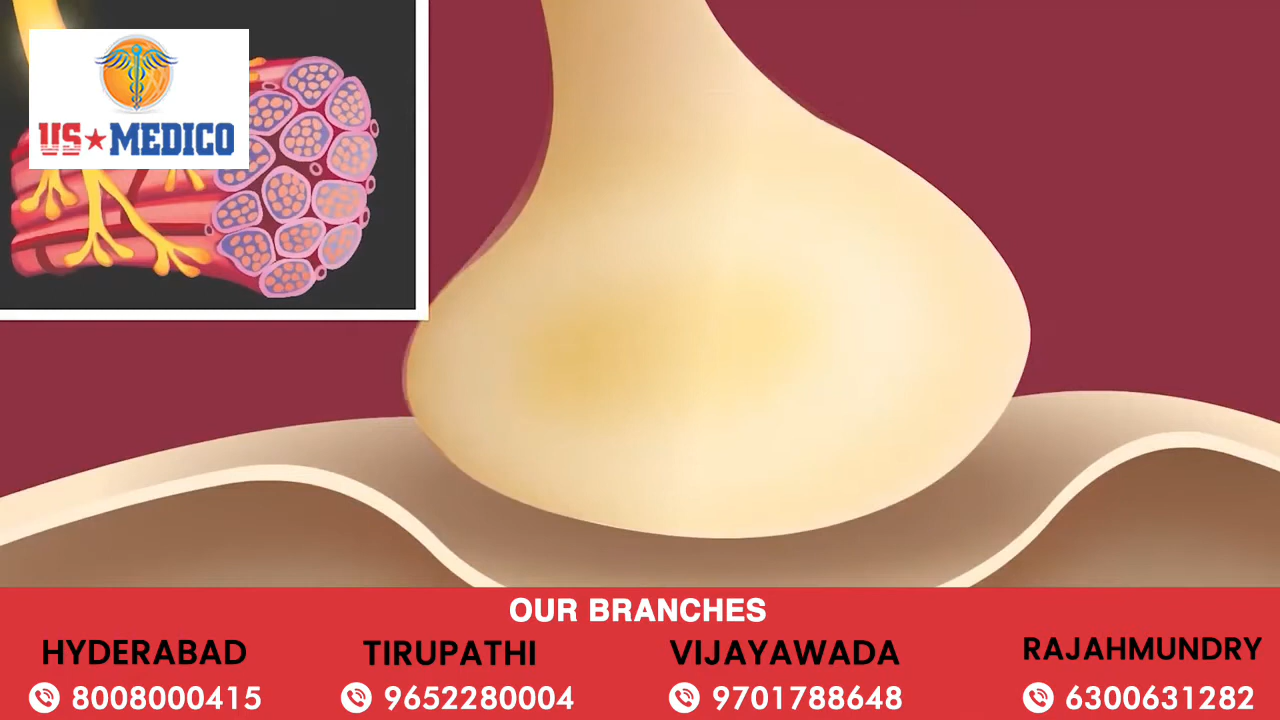 US★MEDICO
OUR BRANCHES
HYDERABAD TIRUPATHI VIJAYAWADA RAJAHMUNDRY
8008000415 9652280004 9701788648 6300631282